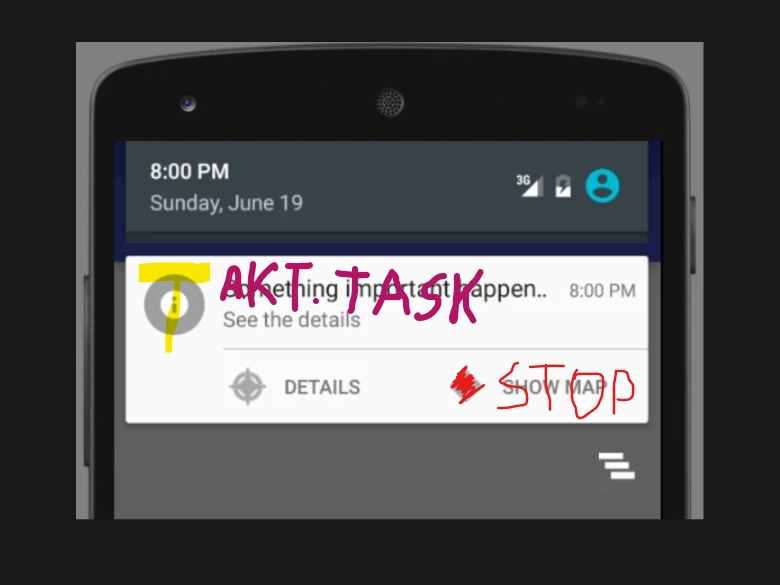 8:00 PM
3G
Sunday, June 19
T
AKT. TASK
Something important happen..
8:00 PM
See the details
DETAILS
SHOW MAP
STOP